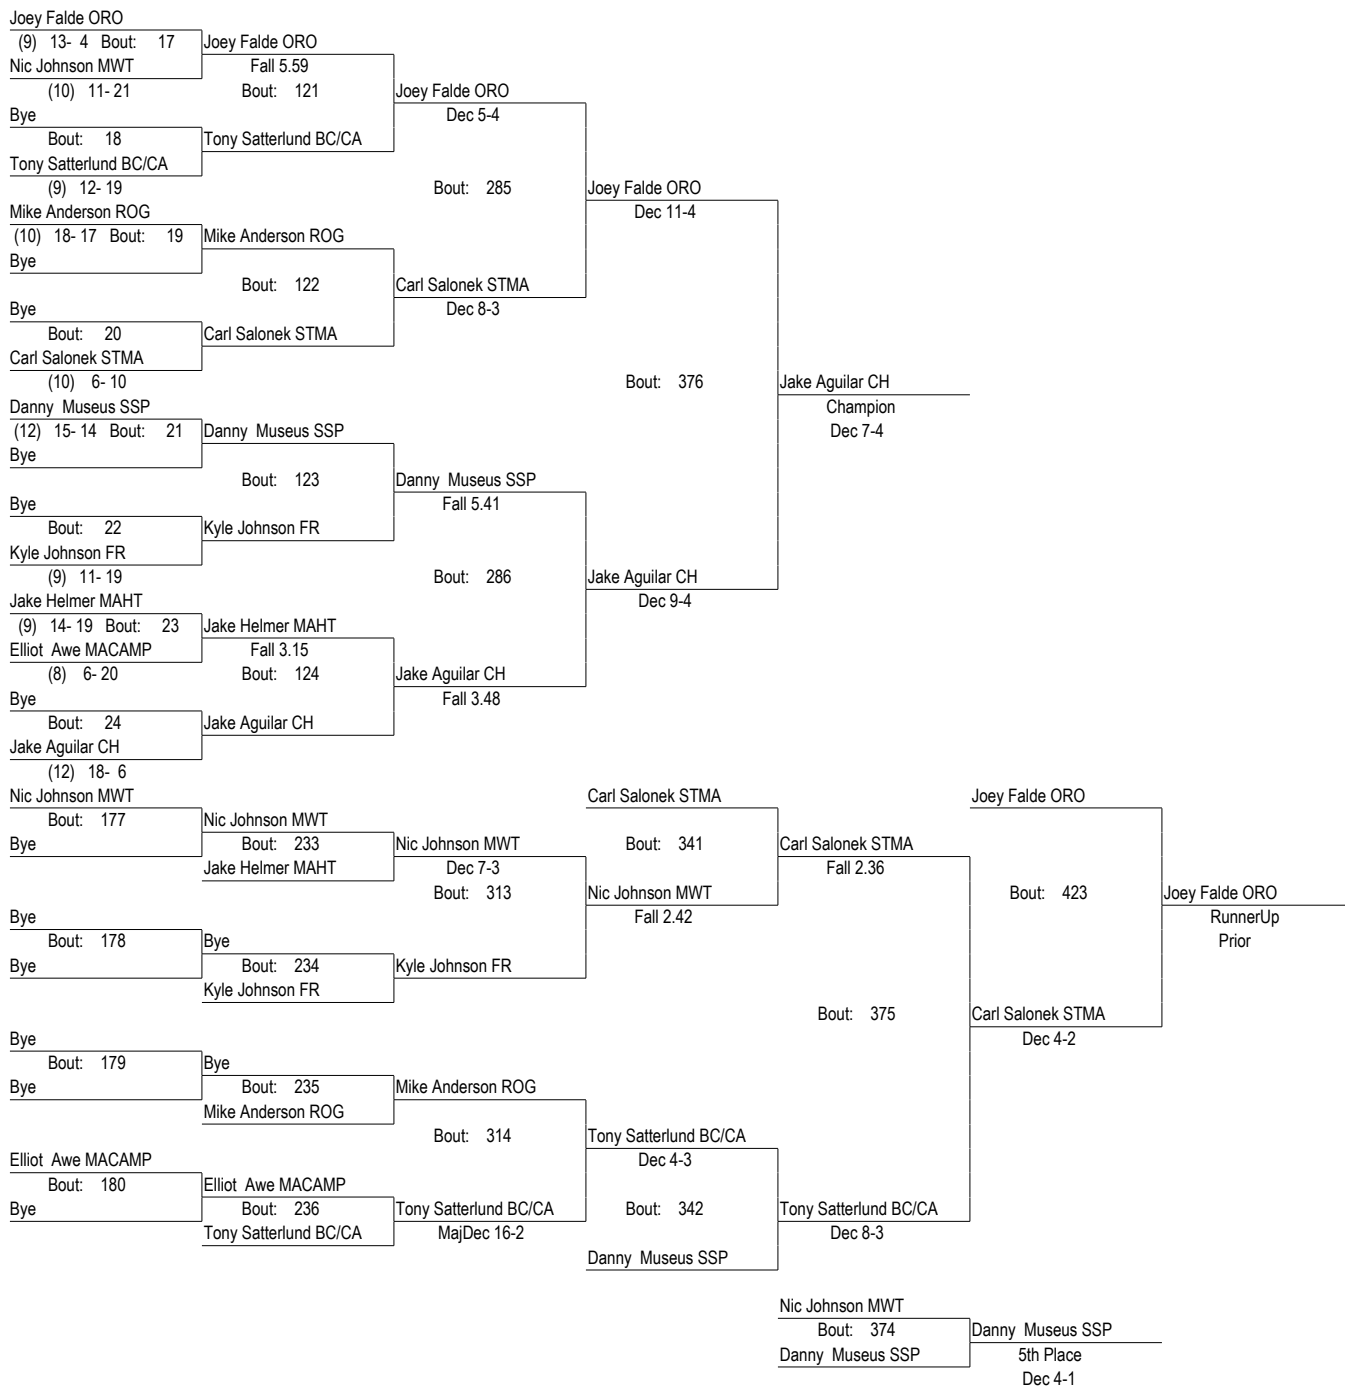 Joey Falde ORO
(9) 13- 4 Bout: 17 Joey Falde ORO
Nic Johnson MWT Fall 5.59
(10) 11- 21 Bout: 121 Joey Falde ORO
Bye Dec 5-4
Bout: 18 Tony Satterlund BC/CA
Tony Satterlund BC/CA
(9) 12- 19 Bout: 285 Joey Falde ORO
Mike Anderson ROG Dec 11-4
(10) 18- 17 Bout: 19 Mike Anderson ROG
Bye
Bout: 122 Carl Salonek STMA
Bye Dec 8-3
Bout: 20 Carl Salonek STMA
Carl Salonek STMA
(10) 6- 10 Bout: 376 Jake Aguilar CH
Danny Museus SSP Champion
(12) 15- 14 Bout: 21 Danny Museus SSP Dec 7-4
Bye
Bout: 123 Danny Museus SSP
Bye Fall 5.41
Bout: 22 Kyle Johnson FR
Kyle Johnson FR
(9) 11- 19 Bout: 286 Jake Aguilar CH
Jake Helmer MAHT Dec 9-4
(9) 14- 19 Bout: 23 Jake Helmer MAHT
Elliot Awe MACAMP Fall 3.15
(8) 6- 20 Bout: 124 Jake Aguilar CH
Bye Fall 3.48
Bout: 24 Jake Aguilar CH
Jake Aguilar CH
(12) 18- 6
Nic Johnson MWT Carl Salonek STMA Joey Falde ORO
Bout: 177 Nic Johnson MWT
Bye Bout: 233 Nic Johnson MWT Bout: 341 Carl Salonek STMA
Jake Helmer MAHT Dec 7-3 Fall 2.36
Bout: 313 Nic Johnson MWT Bout: 423 Joey Falde ORO
Bye Fall 2.42 RunnerUp
Bout: 178 Bye Prior
Bye Bout: 234 Kyle Johnson FR
Kyle Johnson FR
Bout: 375 Carl Salonek STMA
Bye Dec 4-2
Bout: 179 Bye
Bye Bout: 235 Mike Anderson ROG
Mike Anderson ROG
Bout: 314 Tony Satterlund BC/CA
Elliot Awe MACAMP Dec 4-3
Bout: 180 Elliot Awe MACAMP
Bye Bout: 236 Tony Satterlund BC/CA Bout: 342 Tony Satterlund BC/CA
Tony Satterlund BC/CA MajDec 16-2 Dec 8-3
Danny Museus SSP
Nic Johnson MWT
Bout: 374 Danny Museus SSP
Danny Museus SSP 5th Place
Dec 4-1